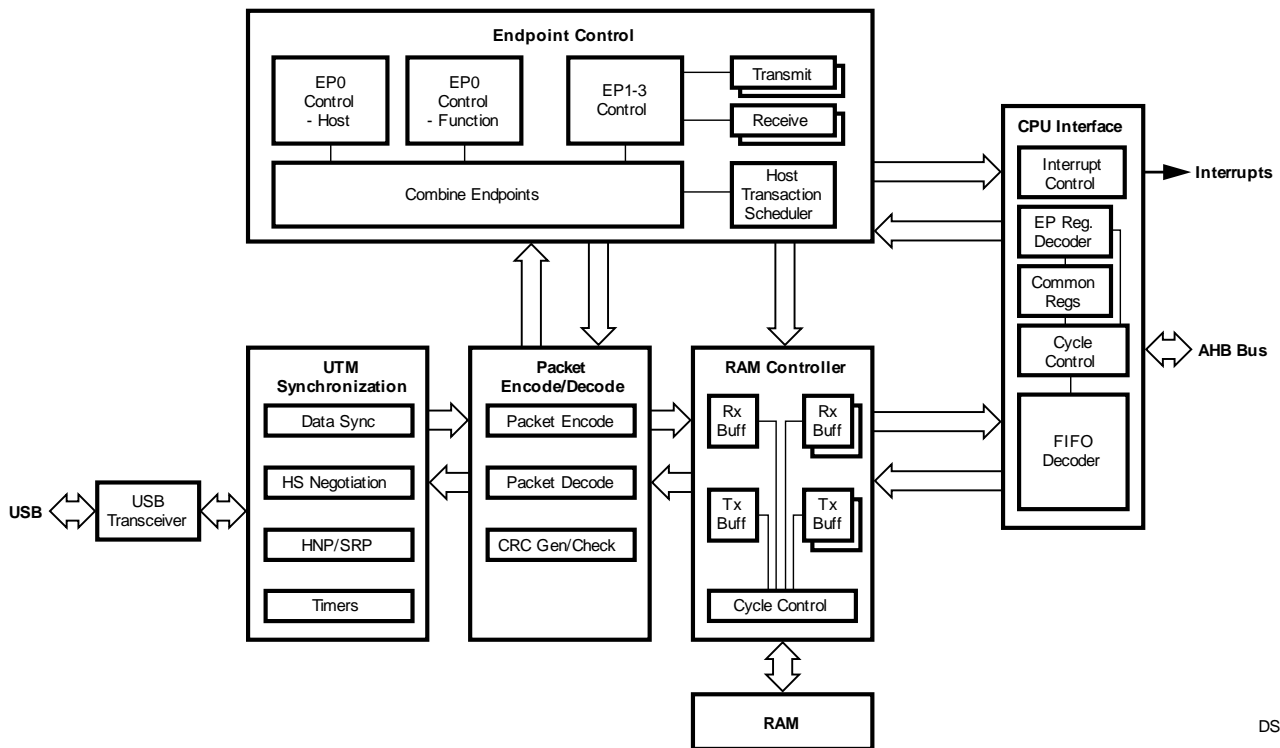 Endpoint Control
EP0
Control
- Host
EP0
Control
- Function
EP1-3
Control
Transmit
Receive
Combine Endpoints
Host
Transaction
Scheduler
CPU Interface
Interrupt
Control
Interrupts
EP Reg.
Decoder
Common
Regs
Cycle
Control
AHB Bus
FIFO
Decoder
UTM
Synchronization
Data Sync
HS Negotiation
HNP/SRP
Timers
Packet
Encode/Decode
Packet Encode
Packet Decode
CRC Gen/Check
RAM Controller
Rx
Buff
Rx
Buff
Tx
Buff
Tx
Buff
Cycle Control
USB
USB
Transceiver
RAM
DS